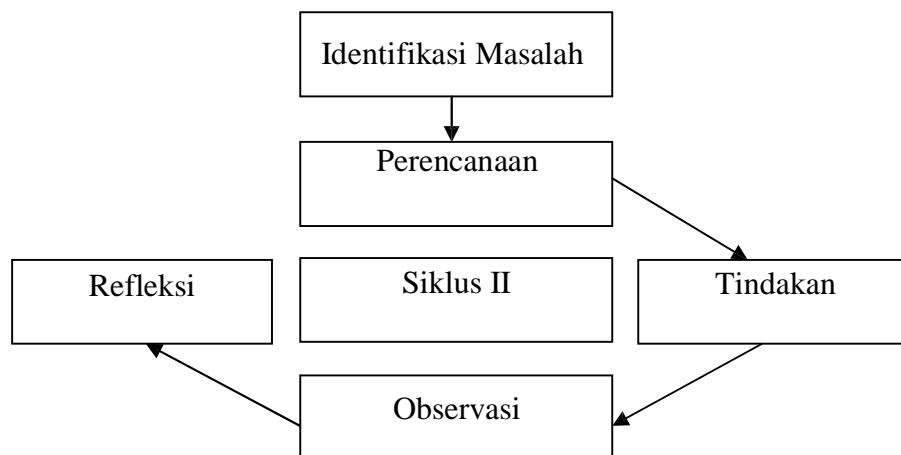 Identifikasi Masalah
Perencanaan
Refleksi
Siklus II
Tindakan
Observasi